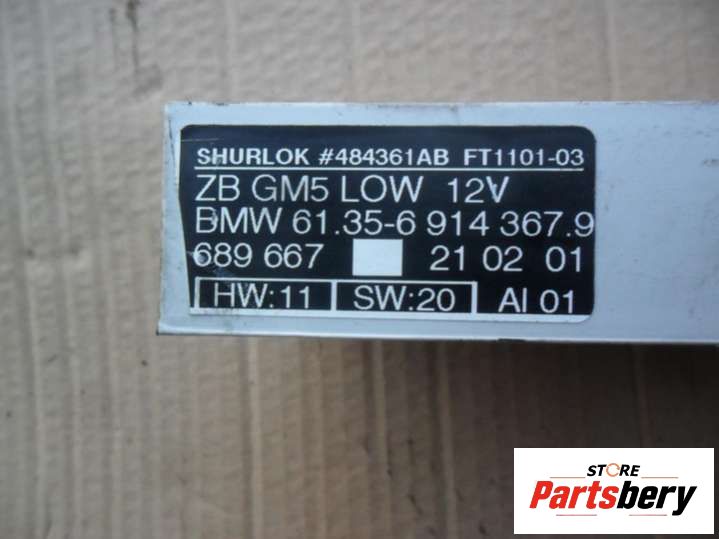 SHURLOK #484361AB FT1101-03
ZB GM5 LOW 12V
BMW 61.35-6 914 367.9
689 667 21 02 01
HW:11 SW:20 AI 01
STORE
Partsbery